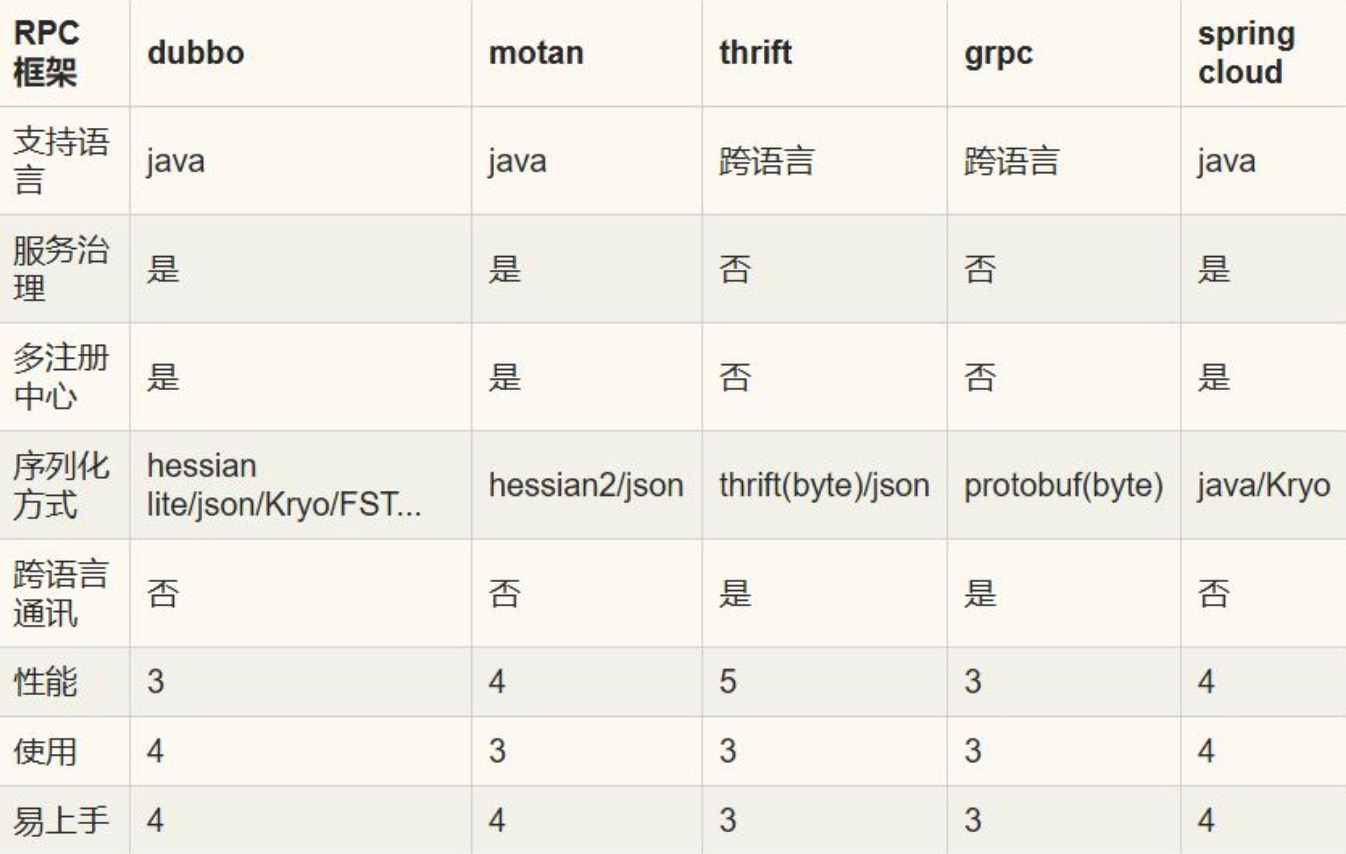 RPC
框架
dubbo
motan
thrift
grpc
spring
cloud
支持语
言
java
java
跨语言
跨语言
java
服务治
理
是
是
否
否
是
多注册
中心
是
是
否
否
是
序列化
方式
hessian
lite/json/Kryo/FST...
hessian2/json
thrift(byte)/json
protobuf(byte)
java/Kryo
跨语言
通讯
否
否
是
是
否
性能
3
4
5
3
4
使用
4
3
3
3
4
易上手
4
4
3
3
4